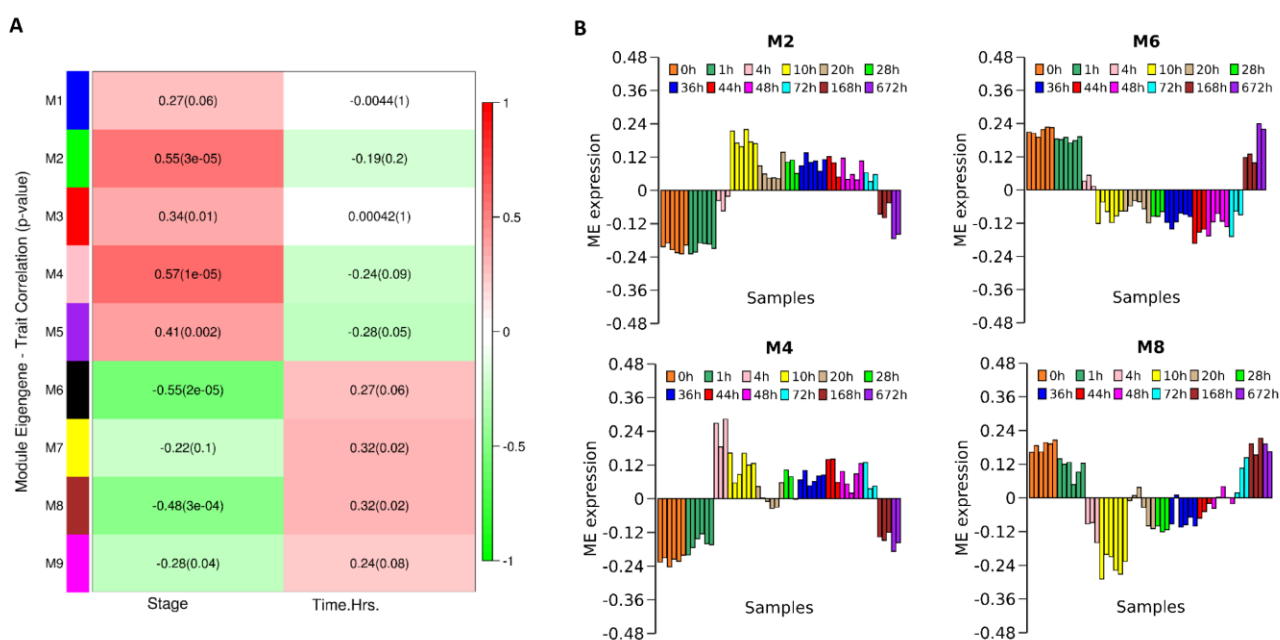 A
Module Eigengene - Trait Correlation (p-value)
M1 0.27(0.06) -0.0044(1)
M2 0.55(3e-05) -0.19(0.2)
M3 0.34(0.01) 0.00042(1)
M4 0.57(1e-05) -0.24(0.09)
M5 0.41(0.002) -0.28(0.05)
M6 -0.55(2e-05) 0.27(0.06)
M7 -0.22(0.1) 0.32(0.02)
M8 -0.48(3e-04) 0.32(0.02)
M9 -0.28(0.04) 0.24(0.08)
Stage Time.Hrs.
1
0.5
0
-0.5
-1
B
M2
0h 1h 4h 10h 20h 28h
36h 44h 48h 72h 168h 672h
0.48
0.36
0.24
0.12
0
-0.12
-0.24
-0.36
-0.48
ME expression
Samples
M6
0h 1h 4h 10h 20h 28h
36h 44h 48h 72h 168h 672h
0.48
0.36
0.24
0.12
0
-0.12
-0.24
-0.36
-0.48
ME expression
Samples
M4
0h 1h 4h 10h 20h 28h
36h 44h 48h 72h 168h 672h
0.48
0.36
0.24
0.12
0
-0.12
-0.24
-0.36
-0.48
ME expression
Samples
M8
0h 1h 4h 10h 20h 28h
36h 44h 48h 72h 168h 672h
0.48
0.36
0.24
0.12
0
-0.12
-0.24
-0.36
-0.48
ME expression
Samples